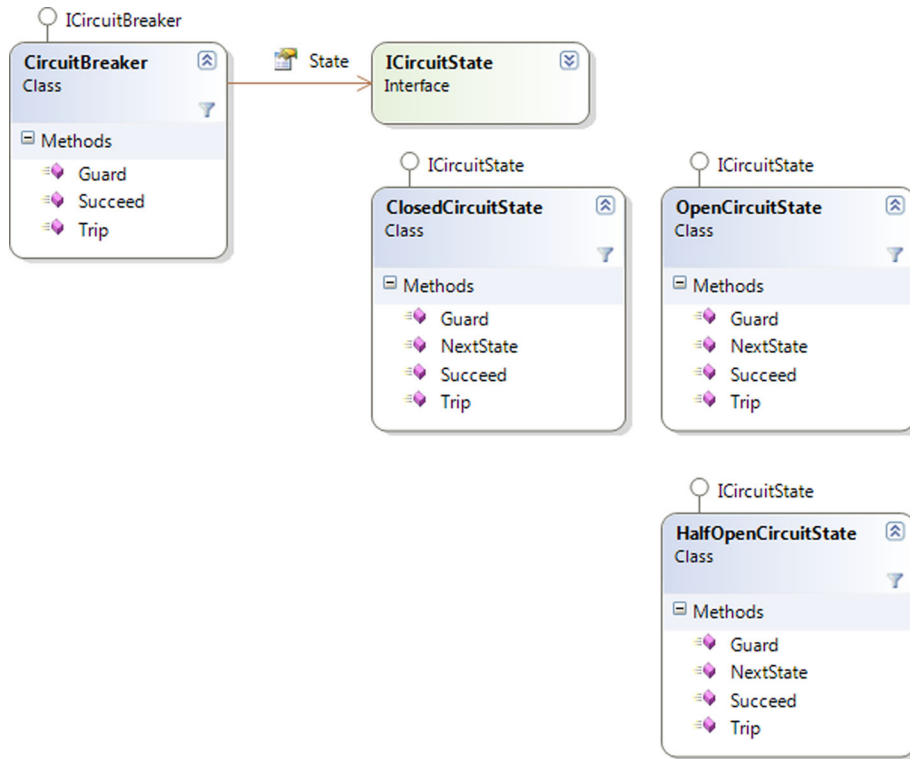 ICircuitBreaker
CircuitBreaker
Class
Methods
Guard
Succeed
Trip
State
ICircuitState
Interface
ICircuitState
ClosedCircuitState
Class
Methods
Guard
NextState
Succeed
Trip
ICircuitState
OpenCircuitState
Class
Methods
Guard
NextState
Succeed
Trip
ICircuitState
HalfOpenCircuitState
Class
Methods
Guard
NextState
Succeed
Trip